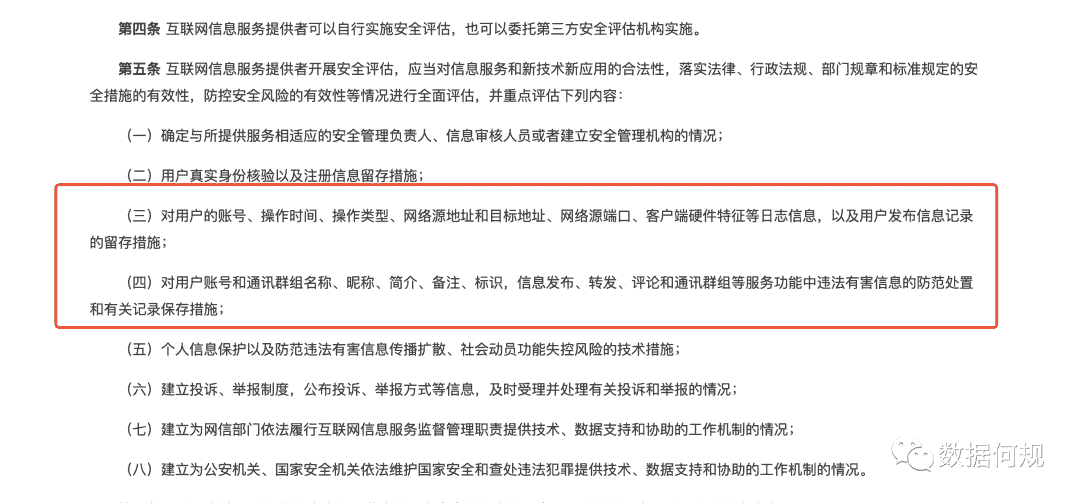 第四条 互联网信息服务提供者可以自行实施安全评估，也可以委托第三方安全评估机构实施。
第五条 互联网信息服务提供者开展安全评估，应当对信息服务和新技术新应用的合法性，落实法律、行政法规、部门规章和标准规定的安
全措施的有效性，防控安全风险的有效性等情况进行全面评估，并重点评估下列内容：
（一）确定与所提供服务相适应的安全管理负责人、信息审核人员或者建立安全管理机构的情况；
（二）用户真实身份核验以及注册信息留存措施；
（三）对用户的账号、操作时间、操作类型、网络源地址和目标地址、网络源端口、客户端硬件特征等日志信息，以及用户发布信息记录
的留存措施；
（四）对用户账号和通讯群组名称、昵称、简介、备注、标识，信息发布、转发、评论和通讯群组等服务功能中违法有害信息的防范处置
和有关记录保存措施；
（五）个人信息保护以及防范违法有害信息传播扩散、社会动员功能失控风险的技术措施；
（六）建立投诉、举报制度，公布投诉、举报方式等信息，及时受理并处理有关投诉和举报的情况；
（七）建立为网信部门依法履行互联网信息服务监督管理职责提供技术、数据支持和协助的工作机制的情况；
（八）建立为公安机关、国家安全机关依法维护国家安全和查处违法犯罪提供技术、数据支持和协助的工作机制的情况。
数据何规